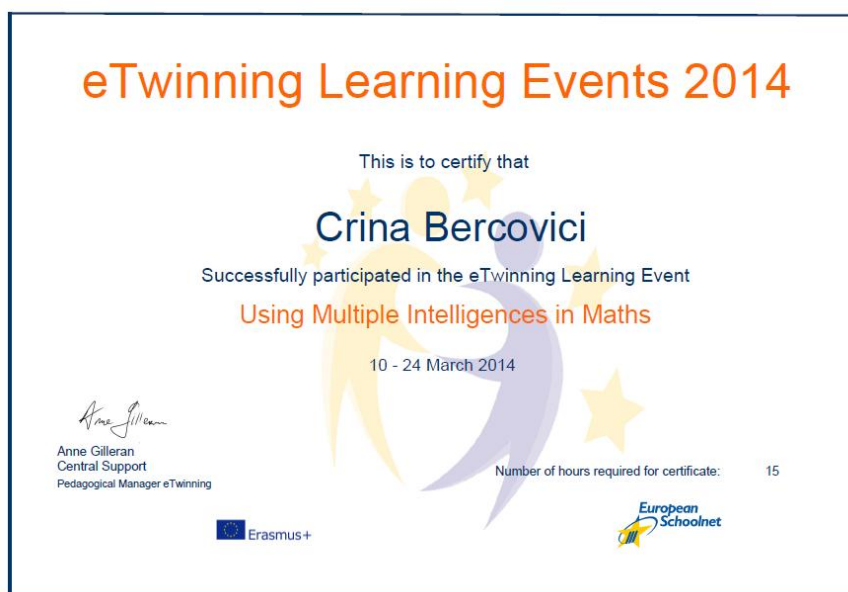 eTwinning Learning Events 2014
This is to certify that
Crina Bercovici
Successfully participated in the eTwinning Learning Event
Using Multiple Intelligences in Maths
10 - 24 March 2014
Anne Gilleran
Anne Gilleran
Central Support
Pedagogical Manager eTwinning
Number of hours required for certificate: 15
Erasmus+
European
Schoolnet